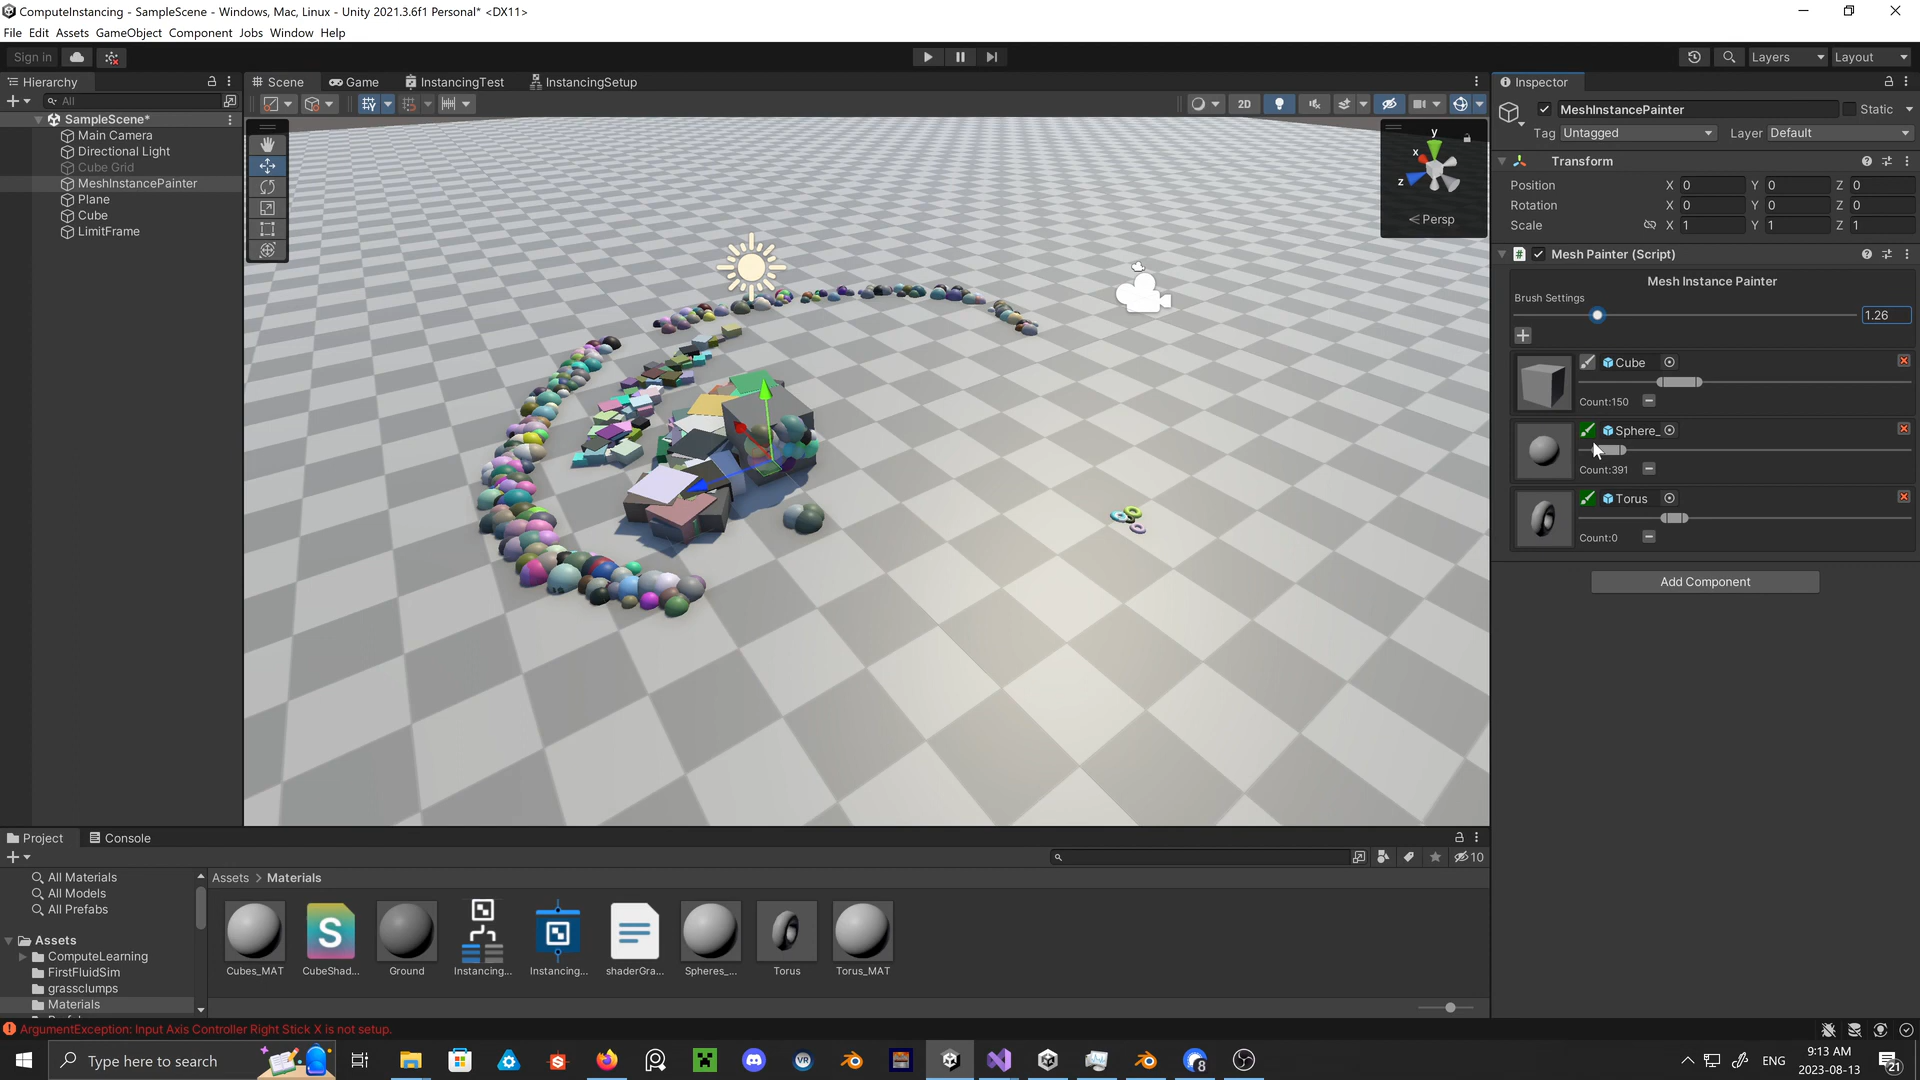 ComputeInstancing - SampleScene - Windows, Mac, Linux - Unity 2021.3.6f1 Personal* <DX11>
File Edit Assets GameObject Component Jobs Window Help
Sign in
Layers
Layout
Hierarchy
All
SampleScene*
Main Camera
Directional Light
Cube Grid
MeshInstancePainter
Plane
Cube
LimitFrame
Scene
Game
InstancingTest
InstancingSetup
2D
y
x
z
< Persp
Inspector
MeshInstancePainter
Static
Tag Untagged
Layer Default
Transform
Position X 0 Y 0 Z 0
Rotation X 0 Y 0 Z 0
Scale X 1 Y 1 Z 1
Mesh Painter (Script)
Mesh Instance Painter
Brush Settings
1.26
Cube
Count:150
Sphere_
Count:391
Torus
Count:0
Add Component
Project
Console
10
All Materials
All Models
All Prefabs
Assets
ComputeLearning
FirstFluidSim
grassclumps
Materials
Assets > Materials
Cubes_MAT
CubeShad...
Ground
Instancing...
Instancing...
shaderGra...
Spheres_...
Torus
Torus_MAT
ArgumentException: Input Axis Controller Right Stick X is not setup.
Type here to search
ENG
9:13 AM
2023-08-13
21